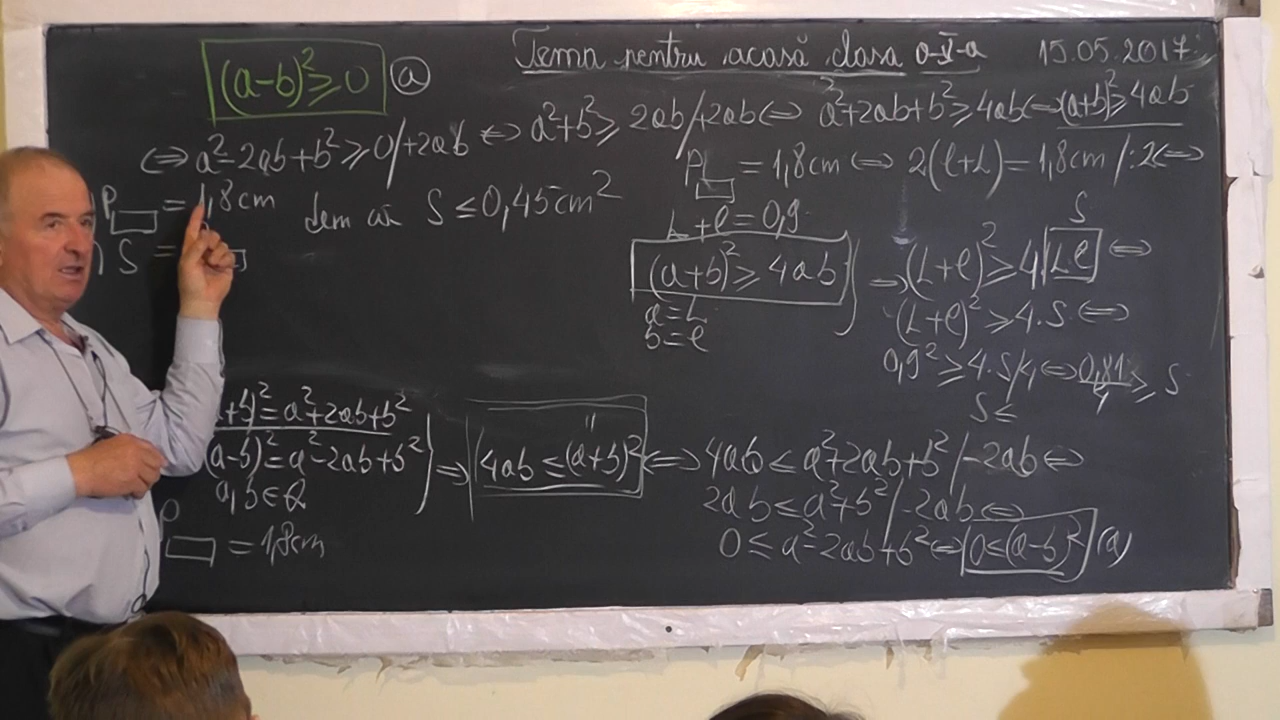 Tema pentru acasă clasa a-V-a 15.05.2017
(a-b)² ≥ 0 (a)
⇔ a²-2ab+b² ≥ 0 /+2ab ⇔ a²+b² ≥ 2ab /+2ab ⇔ a²+2ab+b² ≥ 4ab ⇔ (a+b)² ≥ 4ab
P▭ = 1,8cm dem că S ≤ 0,45cm²
S =
P▭ = 1,8cm ⇔ 2(l+L) = 1,8cm /:2 ⇔
L+l = 0,9
(a+b)² ≥ 4ab
a = L
b = l
S
⇒ (L+l)² ≥ 4 Ll ⇔
(L+l)² ≥ 4·S ⇔
0,9² ≥ 4·S /:4 ⇔ 0,81/4 ≥ S
S ≤
+b)² = a²+2ab+b²
(a-b)² = a²-2ab+b²
a,b∈Q
⇒ 4ab ≤ (a+b)² ⇔ 4ab ≤ a²+2ab+b² /-2ab ⇔
2ab ≤ a²+b² /-2ab ⇔
0 ≤ a²-2ab+b² ⇔ 0 ≤ (a-b)² (a)
P▭ = 1,8cm